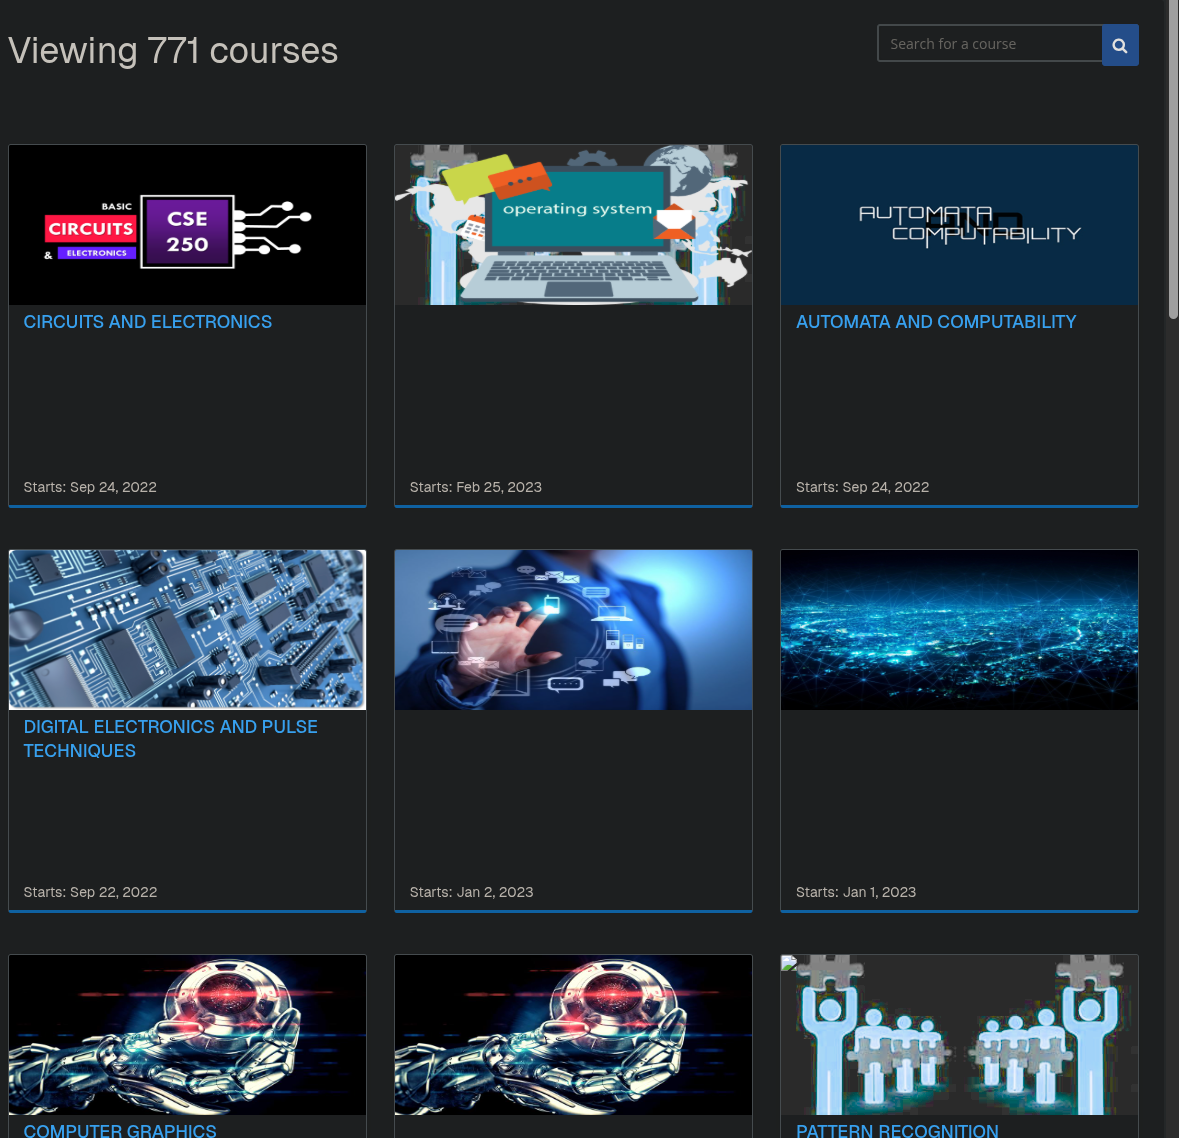 Viewing 771 courses
Search for a course
BASIC
CIRCUITS
& ELECTRONICS
CSE
250
operating system
AUTOMATA
AND
COMPUTABILITY
CIRCUITS AND ELECTRONICS
AUTOMATA AND COMPUTABILITY
Starts: Sep 24, 2022
Starts: Feb 25, 2023
Starts: Sep 24, 2022
DIGITAL ELECTRONICS AND PULSE
TECHNIQUES
Starts: Sep 22, 2022
Starts: Jan 2, 2023
Starts: Jan 1, 2023
COMPUTER GRAPHICS
PATTERN RECOGNITION